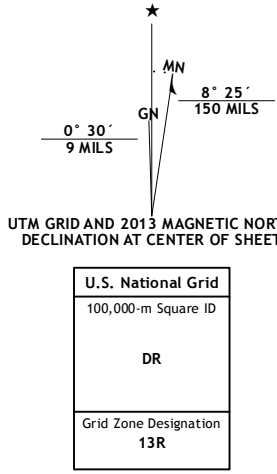 ★
MN
GN
8° 25´
150 MILS
0° 30´
9 MILS
UTM GRID AND 2013 MAGNETIC NORT
DECLINATION AT CENTER OF SHEET
U.S. National Grid
100,000-m Square ID
DR
Grid Zone Designation
13R